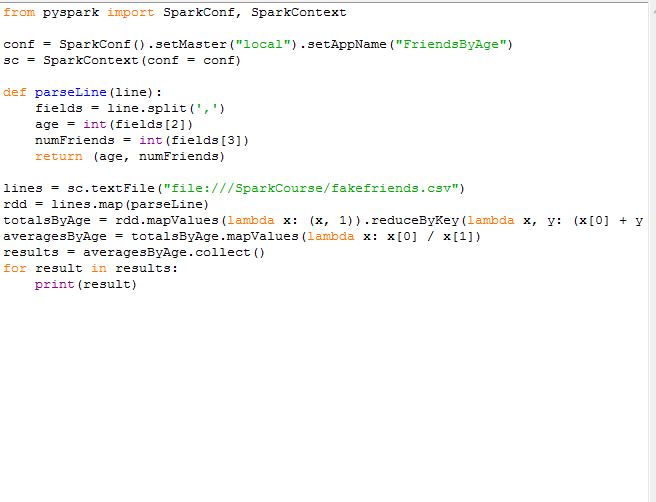 from pyspark import SparkConf, SparkContext
conf = SparkConf().setMaster("local").setAppName("FriendsByAge")
sc = SparkContext(conf = conf)
def parseLine(line):
fields = line.split(',')
age = int(fields[2])
numFriends = int(fields[3])
return (age, numFriends)
lines = sc.textFile("file:///SparkCourse/fakefriends.csv")
rdd = lines.map(parseLine)
totalsByAge = rdd.mapValues(lambda x: (x, 1)).reduceByKey(lambda x, y: (x[0] + y
averagesByAge = totalsByAge.mapValues(lambda x: x[0] / x[1])
results = averagesByAge.collect()
for result in results:
print(result)